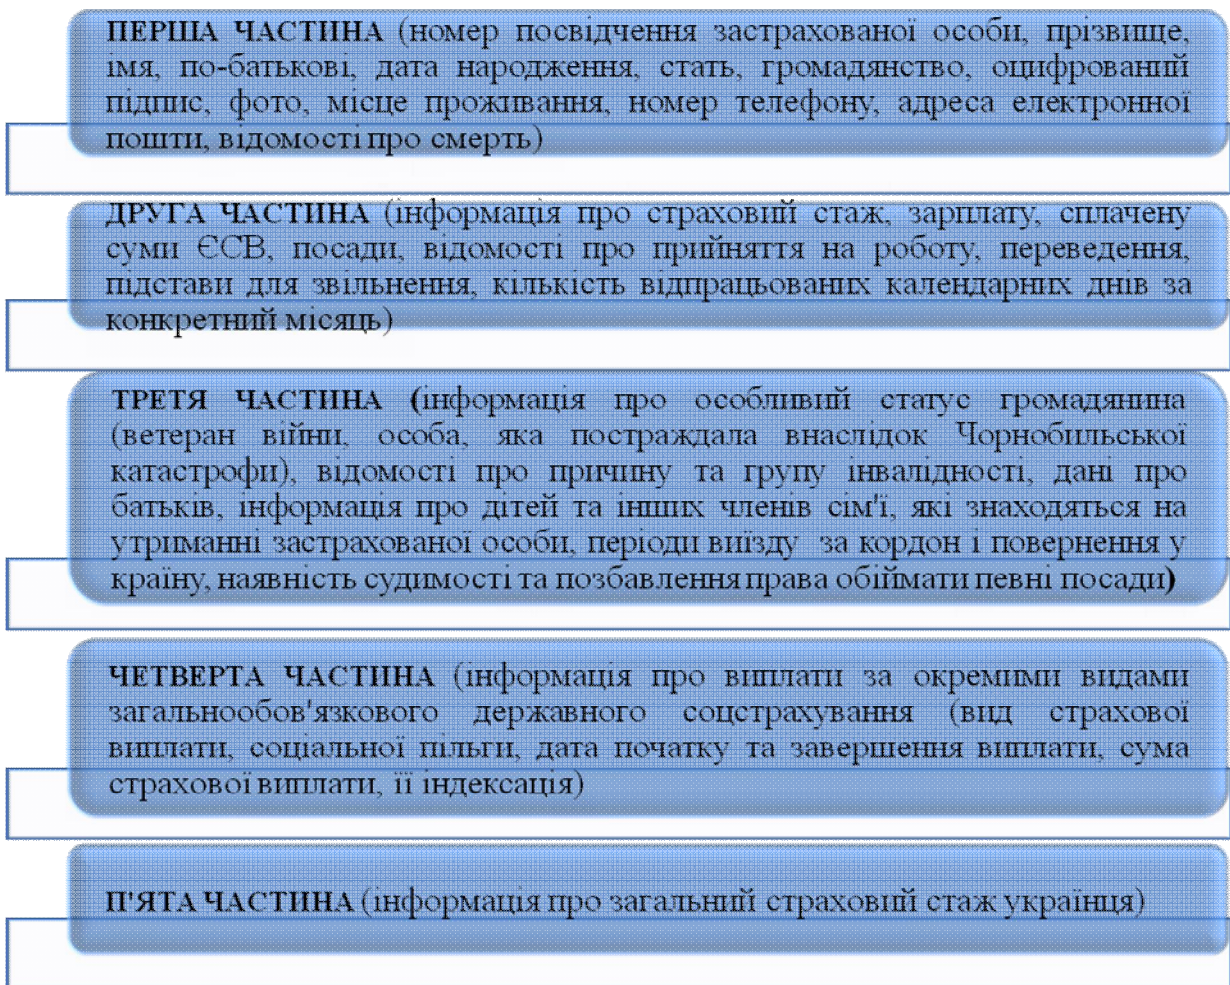 ПЕРША ЧАСТИНА (номер посвідчення застрахованої особи, прізвище,
імя, по-батькові, дата народження, стать, громадянство, оцифрований
підпис, фото, місце проживання, номер телефону, адреса електронної
пошти, відомості про смерть)
ДРУГА ЧАСТИНА (інформація про страховий стаж, зарплату, сплачену
суми ЄСВ, посади, відомості про прийняття на роботу, переведення,
підстави для звільнення, кількість відпрацьованих календарних днів за
конкретний місяць)
ТРЕТЯ ЧАСТИНА (інформація про особливий статус громадянина
(ветеран війни, особа, яка постраждала внаслідок Чорнобильської
катастрофи), відомості про причину та групу інвалідності, дані про
батьків, інформація про дітей та інших членів сім'ї, які знаходяться на
утриманні застрахованої особи, періоди виїзду за кордон і повернення у
країну, наявність судимості та позбавлення права обіймати певні посади)
ЧЕТВЕРТА ЧАСТИНА (інформація про виплати за окремими видами
загальнообов'язкового державного соцстрахування (вид страхової
виплати, соціальної пільги, дата початку та завершення виплати, сума
страхової виплати, її індексація)
П'ЯТА ЧАСТИНА (інформація про загальний страховий стаж українця)